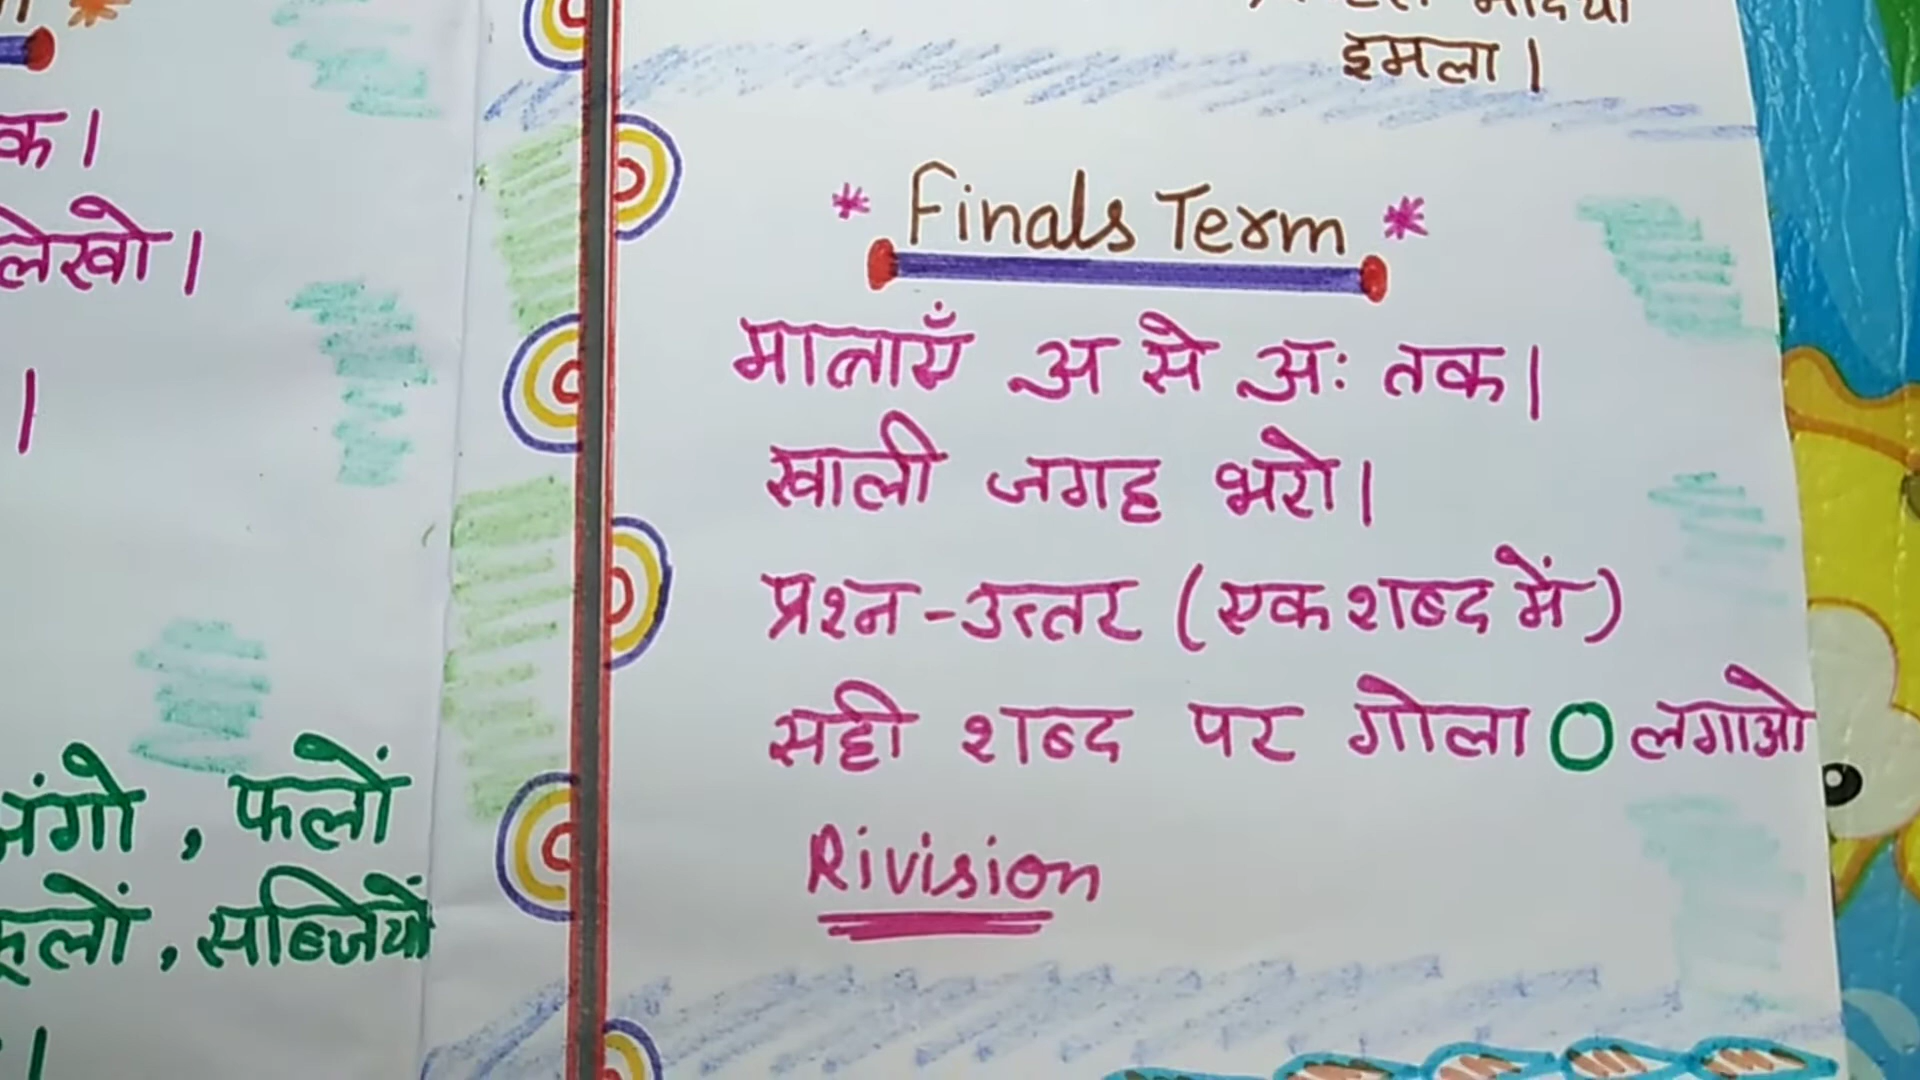 क।
लेखो।
।
अंगो, फलों
फूलों, सब्जियों
इमला।
* Finals Term *
मात्राएँ अ से अः तक।
खाली जगह भरो।
प्रश्न-उत्तर (एक शब्द में)
सही शब्द पर गोला O लगाओ
Rivision